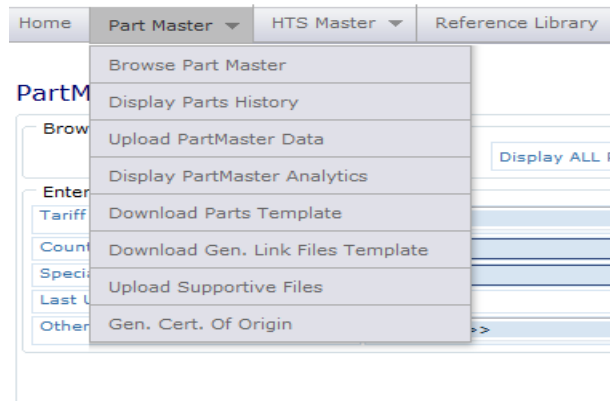 Home Part Master HTS Master Reference Library
Browse Part Master
PartM
Display Parts History
Brow
Upload PartMaster Data
Display ALL
Display PartMaster Analytics
Enter
Download Parts Template
Tariff
Download Gen. Link Files Template
Count
Specia
Upload Supportive Files
Last U
Gen. Cert. Of Origin
Other
>>